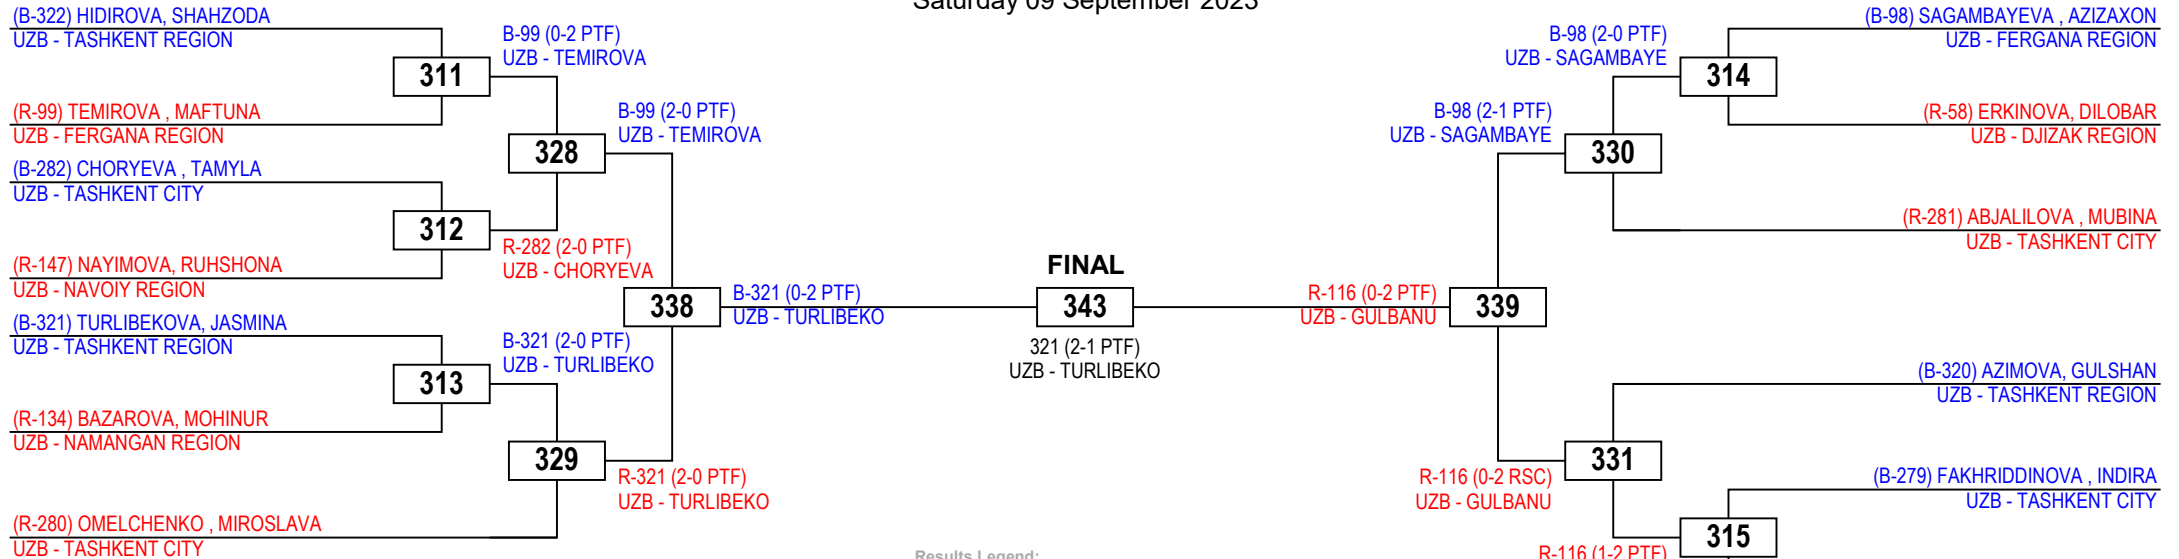 Saturday 09 September 2023
(B-322) HIDIROVA, SHAHZODA
UZB - TASHKENT REGION
311
(R-99) TEMIROVA , MAFTUNA
UZB - FERGANA REGION
B-99 (0-2 PTF)
UZB - TEMIROVA
328
(B-282) CHORYEVA , TAMYLA
UZB - TASHKENT CITY
312
(R-147) NAYIMOVA, RUHSHONA
UZB - NAVOIY REGION
R-282 (2-0 PTF)
UZB - CHORYEVA
B-99 (2-0 PTF)
UZB - TEMIROVA
338
(B-321) TURLIBEKOVA, JASMINA
UZB - TASHKENT REGION
313
(R-134) BAZAROVA, MOHINUR
UZB - NAMANGAN REGION
B-321 (2-0 PTF)
UZB - TURLIBEKO
329
(R-280) OMELCHENKO , MIROSLAVA
UZB - TASHKENT CITY
R-321 (2-0 PTF)
UZB - TURLIBEKO
B-321 (0-2 PTF)
UZB - TURLIBEKO
FINAL
343
321 (2-1 PTF)
UZB - TURLIBEKO
R-116 (0-2 PTF)
UZB - GULBANU
339
B-98 (2-1 PTF)
UZB - SAGAMBAYE
330
B-98 (2-0 PTF)
UZB - SAGAMBAYE
314
(B-98) SAGAMBAYEVA , AZIZAXON
UZB - FERGANA REGION
(R-58) ERKINOVA, DILOBAR
UZB - DJIZAK REGION
(R-281) ABJALILOVA , MUBINA
UZB - TASHKENT CITY
R-116 (0-2 RSC)
UZB - GULBANU
331
(B-320) AZIMOVA, GULSHAN
UZB - TASHKENT REGION
(B-279) FAKHRIDDINOVA , INDIRA
UZB - TASHKENT CITY
315
R-116 (1-2 PTF)
Results Legend: